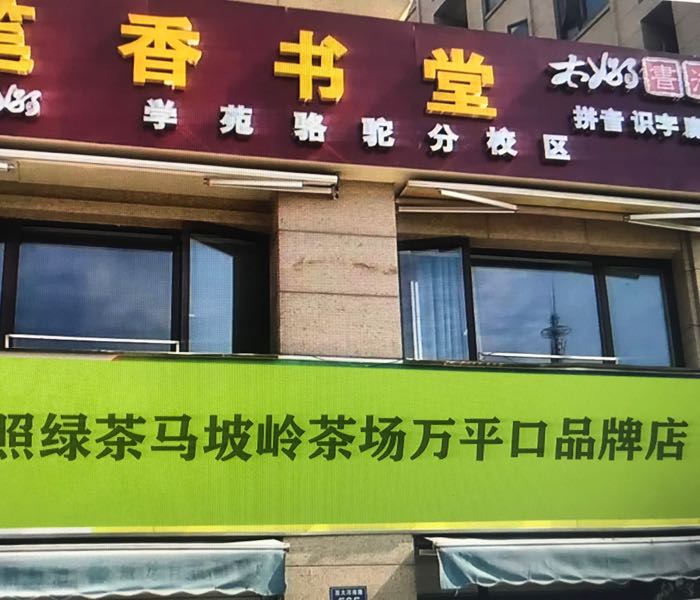 香书堂
学苑骆驼分校区
拼音识字
照绿茶马坡岭茶场万平口品牌店